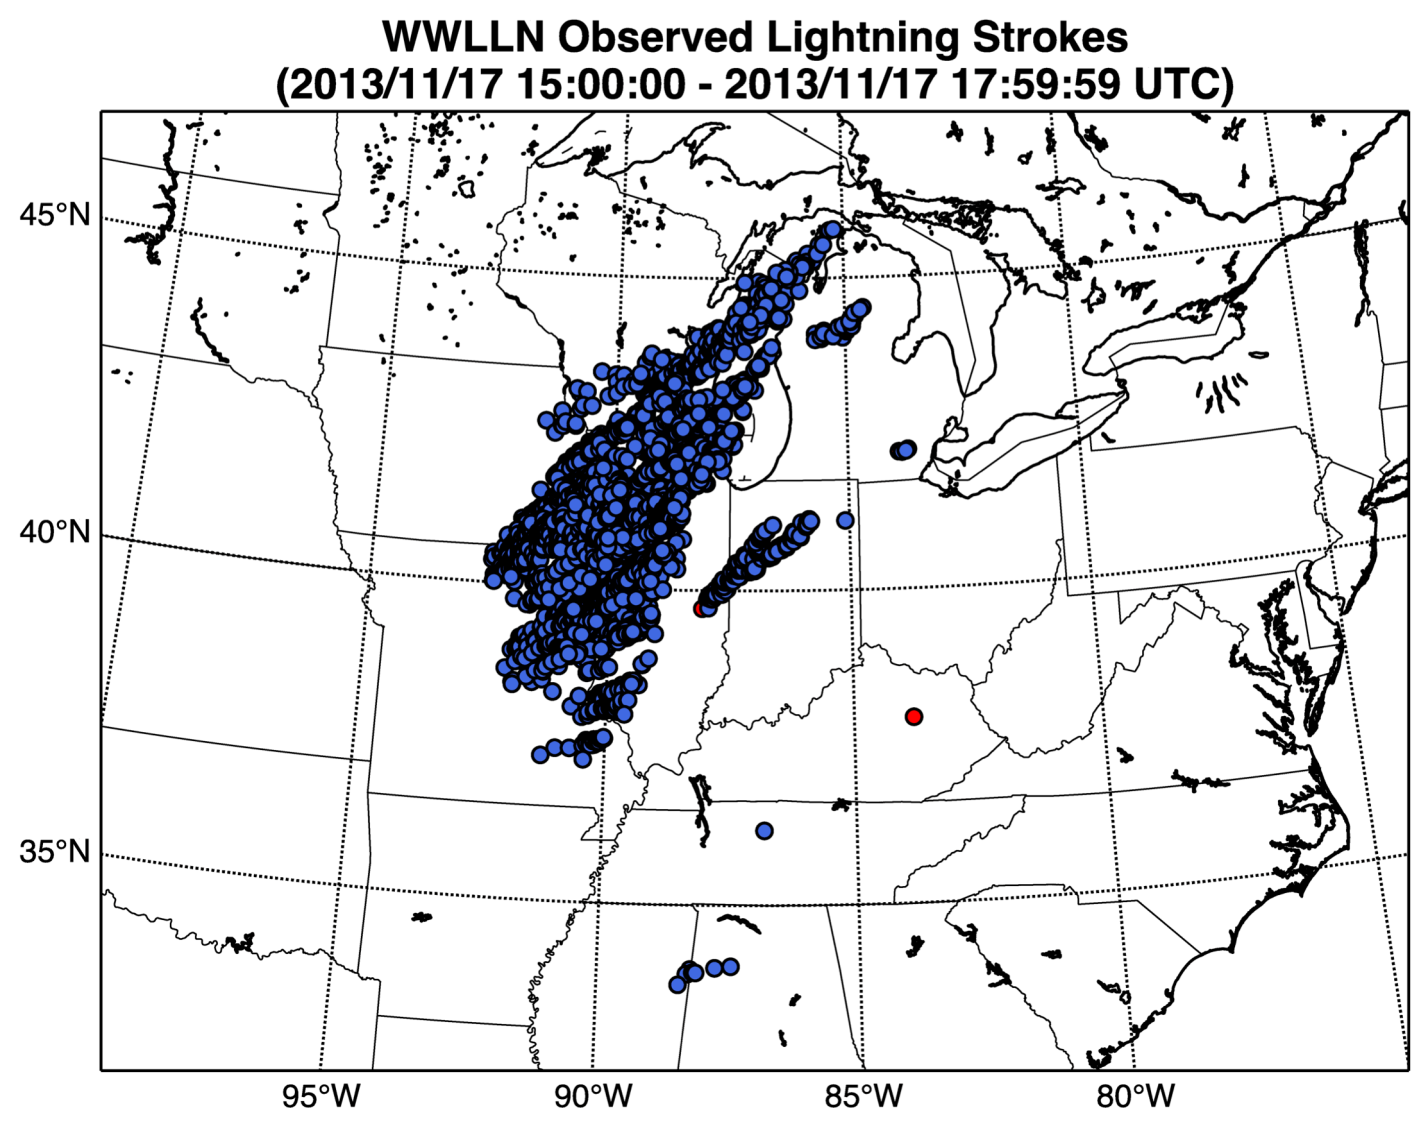 WWLLN Observed Lightning Strokes
(2013/11/17 15:00:00 - 2013/11/17 17:59:59 UTC)
45°N
40°N
35°N
95°W 90°W 85°W 80°W